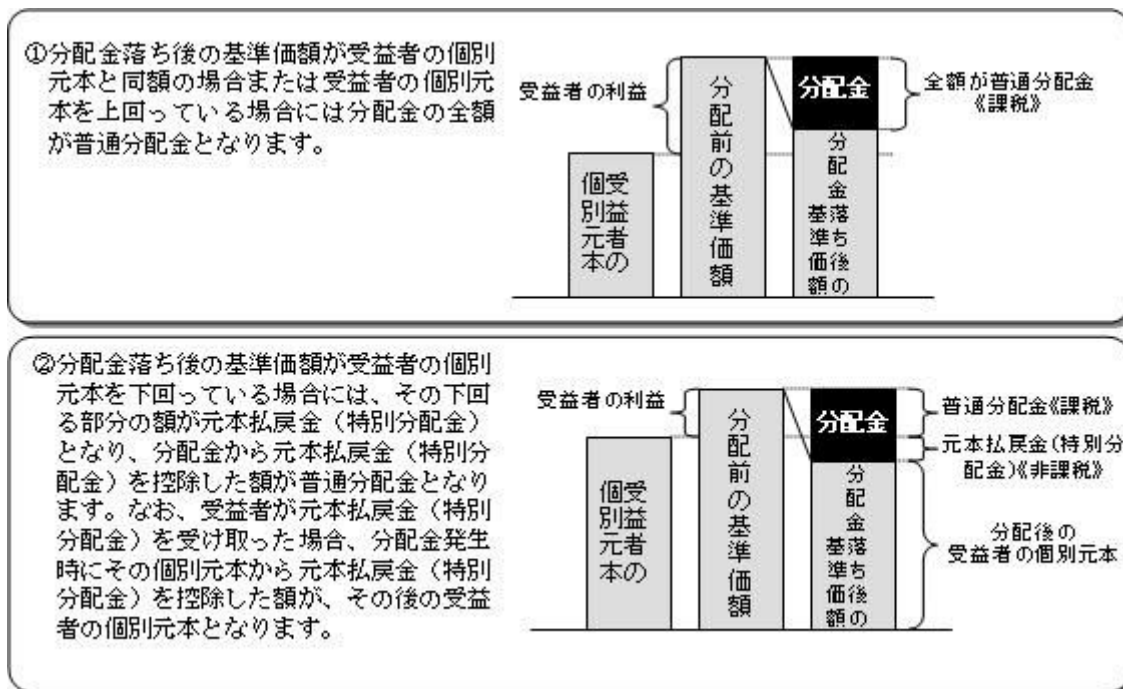 ①分配金落ち後の基準価額が受益者の個別
元本と同額の場合または受益者の個別元
本を上回っている場合には分配金の全額
が普通分配金となります。
受益者の利益
受益者の
個別元本
分配前の基準価額
分配金
分配金落ち後の
基準価額
全額が普通分配金
《課税》
②分配金落ち後の基準価額が受益者の個別
元本を下回っている場合には、その下回
る部分の額が元本払戻金（特別分配金）
となり、分配金から元本払戻金（特別分
配金）を控除した額が普通分配金となり
ます。なお、受益者が元本払戻金（特別
分配金）を受け取った場合、分配金発生
時にその個別元本から元本払戻金（特別
分配金）を控除した額が、その後の受益
者の個別元本となります。
受益者の利益
受益者の
個別元本
分配前の基準価額
分配金
分配金落ち後の
基準価額
普通分配金《課税》
元本払戻金(特別分
配金)《非課税》
分配後の
受益者の個別元本